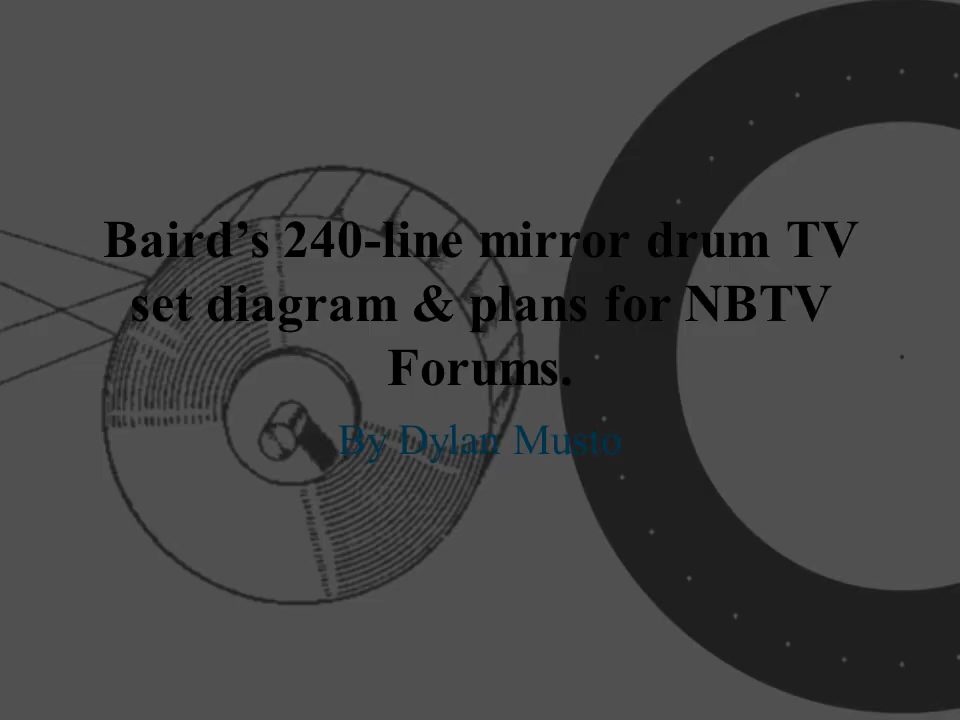 Baird’s 240-line mirror drum TV
set diagram & plans for NBTV
Forums.
By Dylan Musto